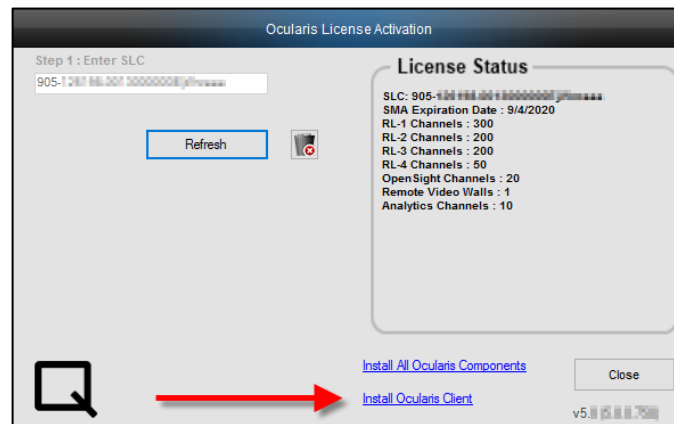 Ocularis License Activation
Step 1 : Enter SLC
905-
Refresh
License Status
SLC: 905-
SMA Expiration Date : 9/4/2020
RL-1 Channels : 300
RL-2 Channels : 200
RL-3 Channels : 200
RL-4 Channels : 50
OpenSight Channels : 20
Remote Video Walls : 1
Analytics Channels : 10
Install All Ocularis Components
Close
Install Ocularis Client
v5.